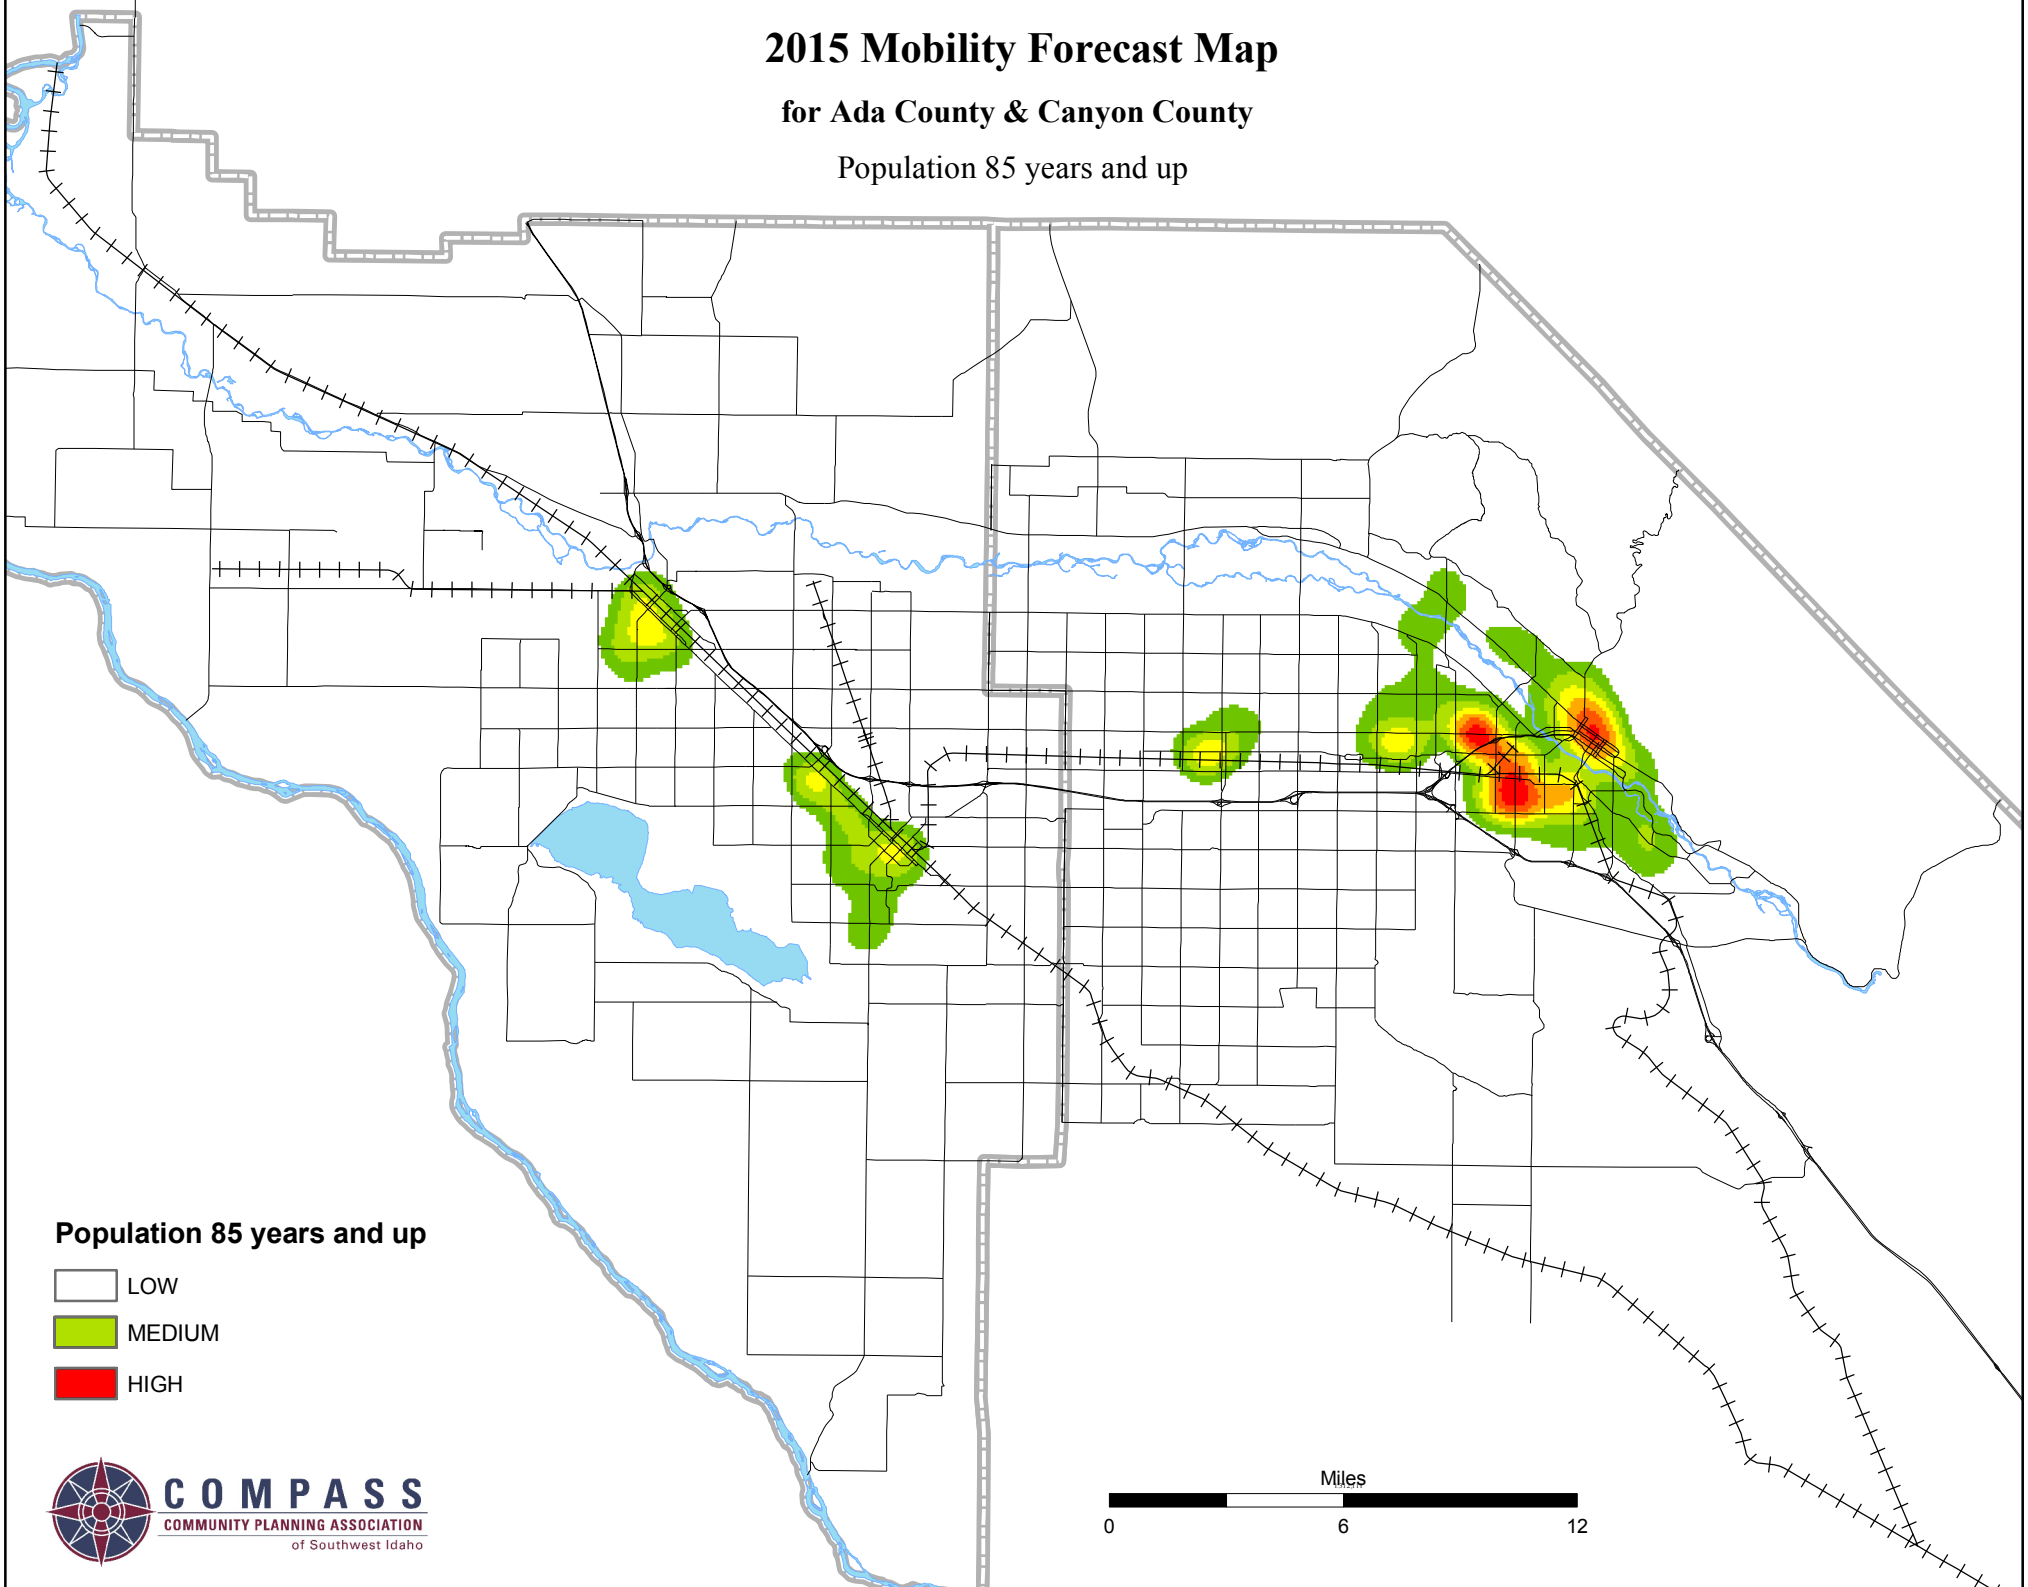 2015 Mobility Forecast Map
for Ada County & Canyon County
Population 85 years and up
Population 85 years and up
LOW
MEDIUM
HIGH
COMPASS
COMMUNITY PLANNING ASSOCIATION
of Southwest Idaho
Miles
0 6 12